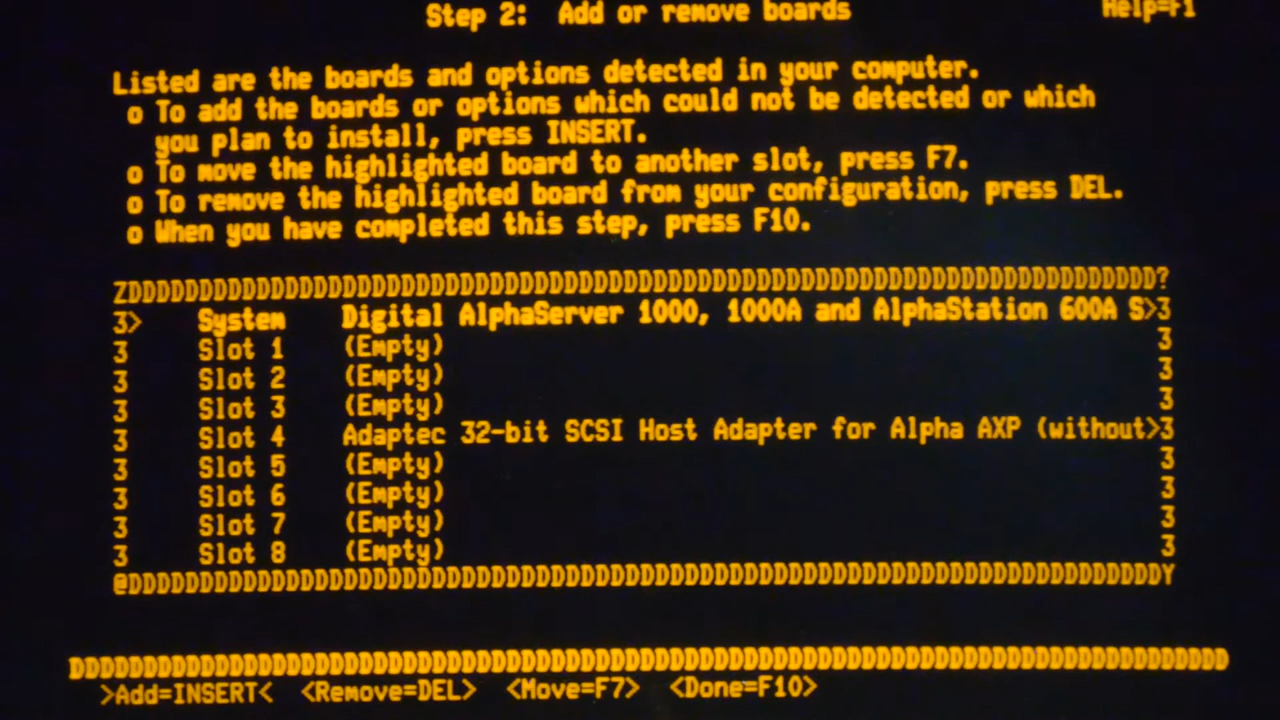 Step 2: Add or remove boards Help=F1
Listed are the boards and options detected in your computer.
o To add the boards or options which could not be detected or which
you plan to install, press INSERT.
o To move the highlighted board to another slot, press F7.
o To remove the highlighted board from your configuration, press DEL.
o When you have completed this step, press F10.
ZDDDDDDDDDDDDDDDDDDDDDDDDDDDDDDDDDDDDDDDDDDDDDDDDDDDDDDDDDDDDDDDDDDDDDDD?
3> System Digital AlphaServer 1000, 1000A and AlphaStation 600A S>3
3 Slot 1 (Empty) 3
3 Slot 2 (Empty) 3
3 Slot 3 (Empty) 3
3 Slot 4 Adaptec 32-bit SCSI Host Adapter for Alpha AXP (without>3
3 Slot 5 (Empty) 3
3 Slot 6 (Empty) 3
3 Slot 7 (Empty) 3
3 Slot 8 (Empty) 3
@DDDDDDDDDDDDDDDDDDDDDDDDDDDDDDDDDDDDDDDDDDDDDDDDDDDDDDDDDDDDDDDDDDDDDDDY
DDDDDDDDDDDDDDDDDDDDDDDDDDDDDDDDDDDDDDDDDDDDDDDDDDDDDDDDDDDDDDDDDDDDDDDDDDDDDDDD
>Add=INSERT< <Remove=DEL> <Move=F7> <Done=F10>